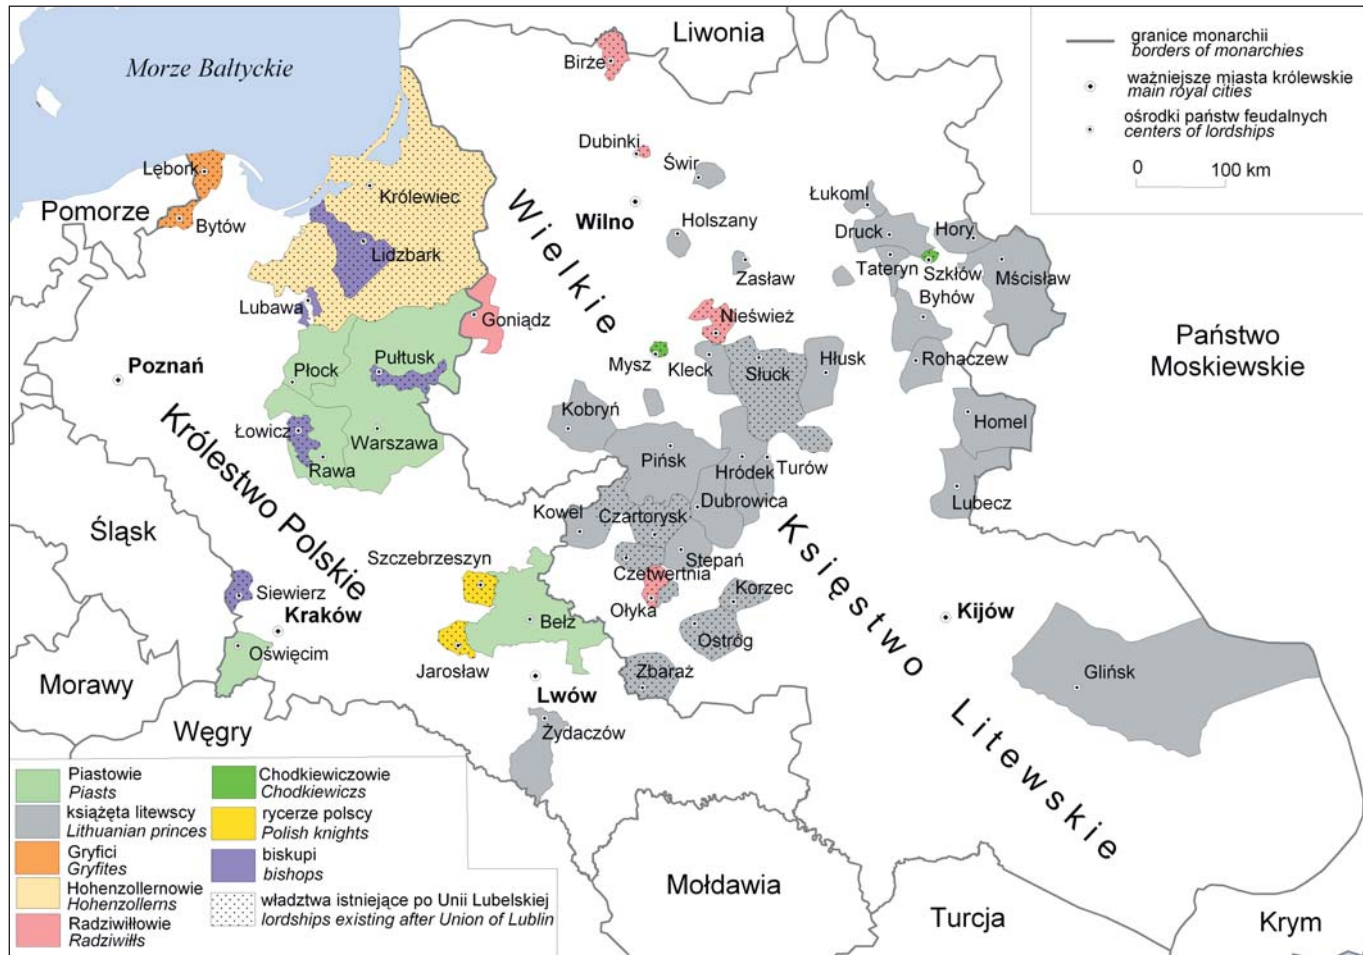 Liwonia
Birże
Morze Bałtyckie
granice monarchii
borders of monarchies
ważniejsze miasta królewskie
main royal cities
ośrodki państw feudalnych
centers of lordships
0 100 km
Dubinki
Świr
Lębork
Królewiec
Łukoml
Pomorze
Bytów
Wilno
Holszany
Druck
Hory
Lidzbark
Zasław
Tateryn
Szkłów
Mścisław
Lubawa
Goniądz
Nieśwież
Byhów
Państwo
Moskiewskie
Wielkie
Poznań
Płock
Pułtusk
Mysz
Kleck
Słuck
Hłusk
Rohaczew
Łowicz
Warszawa
Kobryń
Homel
Rawa
Pińsk
Hródek
Turów
Królestwo Polskie
Dubrowica
Lubecz
Śląsk
Kowel
Czartorysk
Szczebrzeszyn
Stepań
Czetwertnia
Siewierz
Korzec
Kraków
Ołyka
Kijów
Bełz
Ostróg
Oświęcim
Jarosław
Zbaraż
Glińsk
Morawy
Lwów
Księstwo Litewskie
Węgry
Żydaczów
Mołdawia
Turcja
Krym
Piastowie
Piasts
książęta litewscy
Lithuanian princes
Gryfici
Gryfites
Hohenzollernowie
Hohenzollerns
Radziwiłłowie
Radziwiłłs
Chodkiewiczowie
Chodkiewiczs
rycerze polscy
Polish knights
biskupi
bishops
władztwa istniejące po Unii Lubelskiej
lordships existing after Union of Lublin